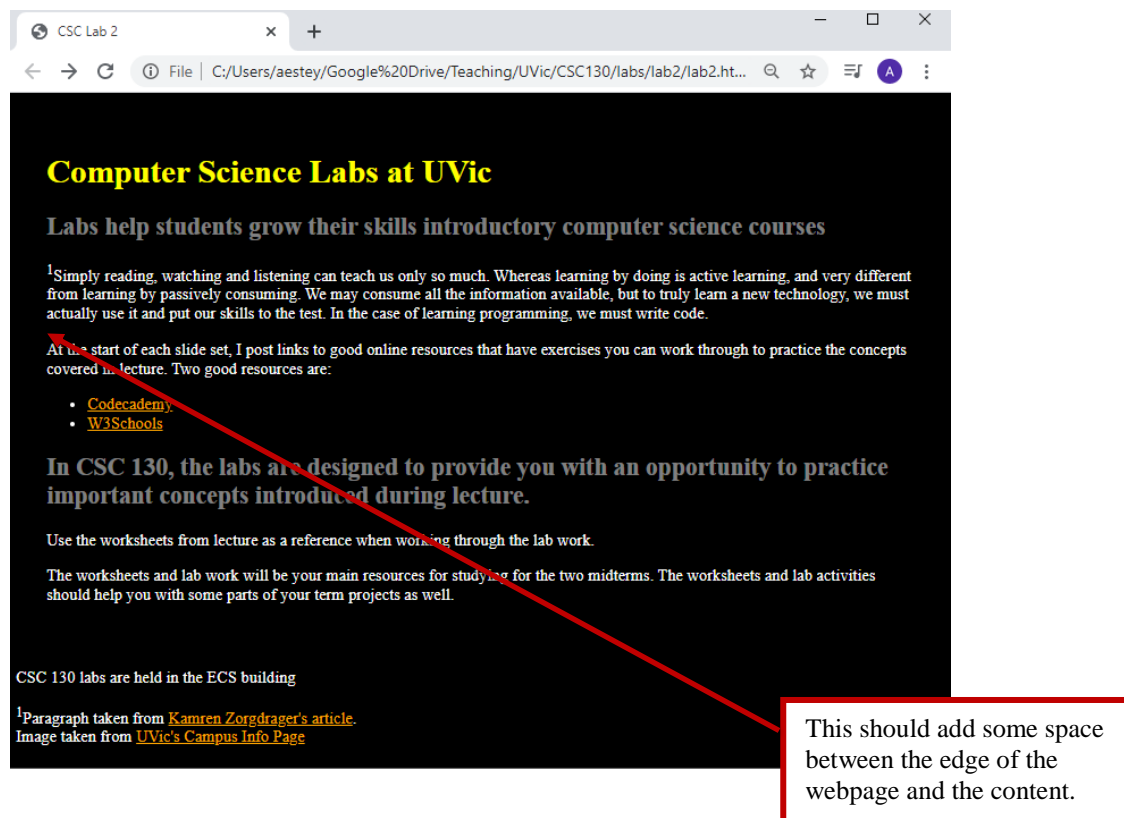 CSC Lab 2
File | C:/Users/aestey/Google%20Drive/Teaching/UVic/CSC130/labs/lab2/lab2.ht...
A
Computer Science Labs at UVic
Labs help students grow their skills introductory computer science courses
1Simply reading, watching and listening can teach us only so much. Whereas learning by doing is active learning, and very different
from learning by passively consuming. We may consume all the information available, but to truly learn a new technology, we must
actually use it and put our skills to the test. In the case of learning programming, we must write code.
At the start of each slide set, I post links to good online resources that have exercises you can work through to practice the concepts
covered in lecture. Two good resources are:
• Codecademy
• W3Schools
In CSC 130, the labs are designed to provide you with an opportunity to practice
important concepts introduced during lecture.
Use the worksheets from lecture as a reference when working through the lab work.
The worksheets and lab work will be your main resources for studying for the two midterms. The worksheets and lab activities
should help you with some parts of your term projects as well.
CSC 130 labs are held in the ECS building
1Paragraph taken from Kamren Zorgdrager's article.
Image taken from UVic's Campus Info Page
This should add some space
between the edge of the
webpage and the content.